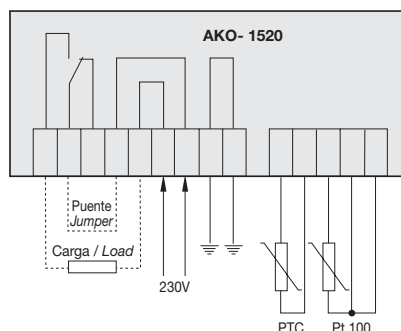 AKO- 1520
Puente
Jumper
Carga / Load
230V
PTC
Pt 100